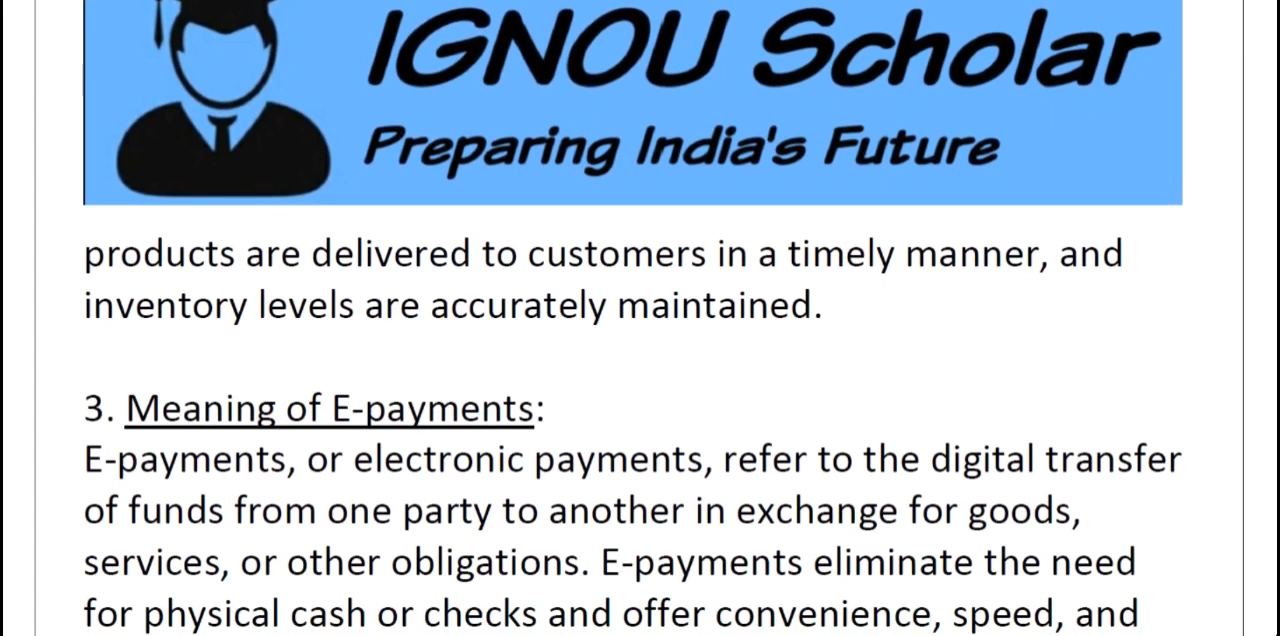 IGNOU Scholar
Preparing India's Future
products are delivered to customers in a timely manner, and
inventory levels are accurately maintained.
3. Meaning of E-payments:
E-payments, or electronic payments, refer to the digital transfer
of funds from one party to another in exchange for goods,
services, or other obligations. E-payments eliminate the need
for physical cash or checks and offer convenience, speed, and